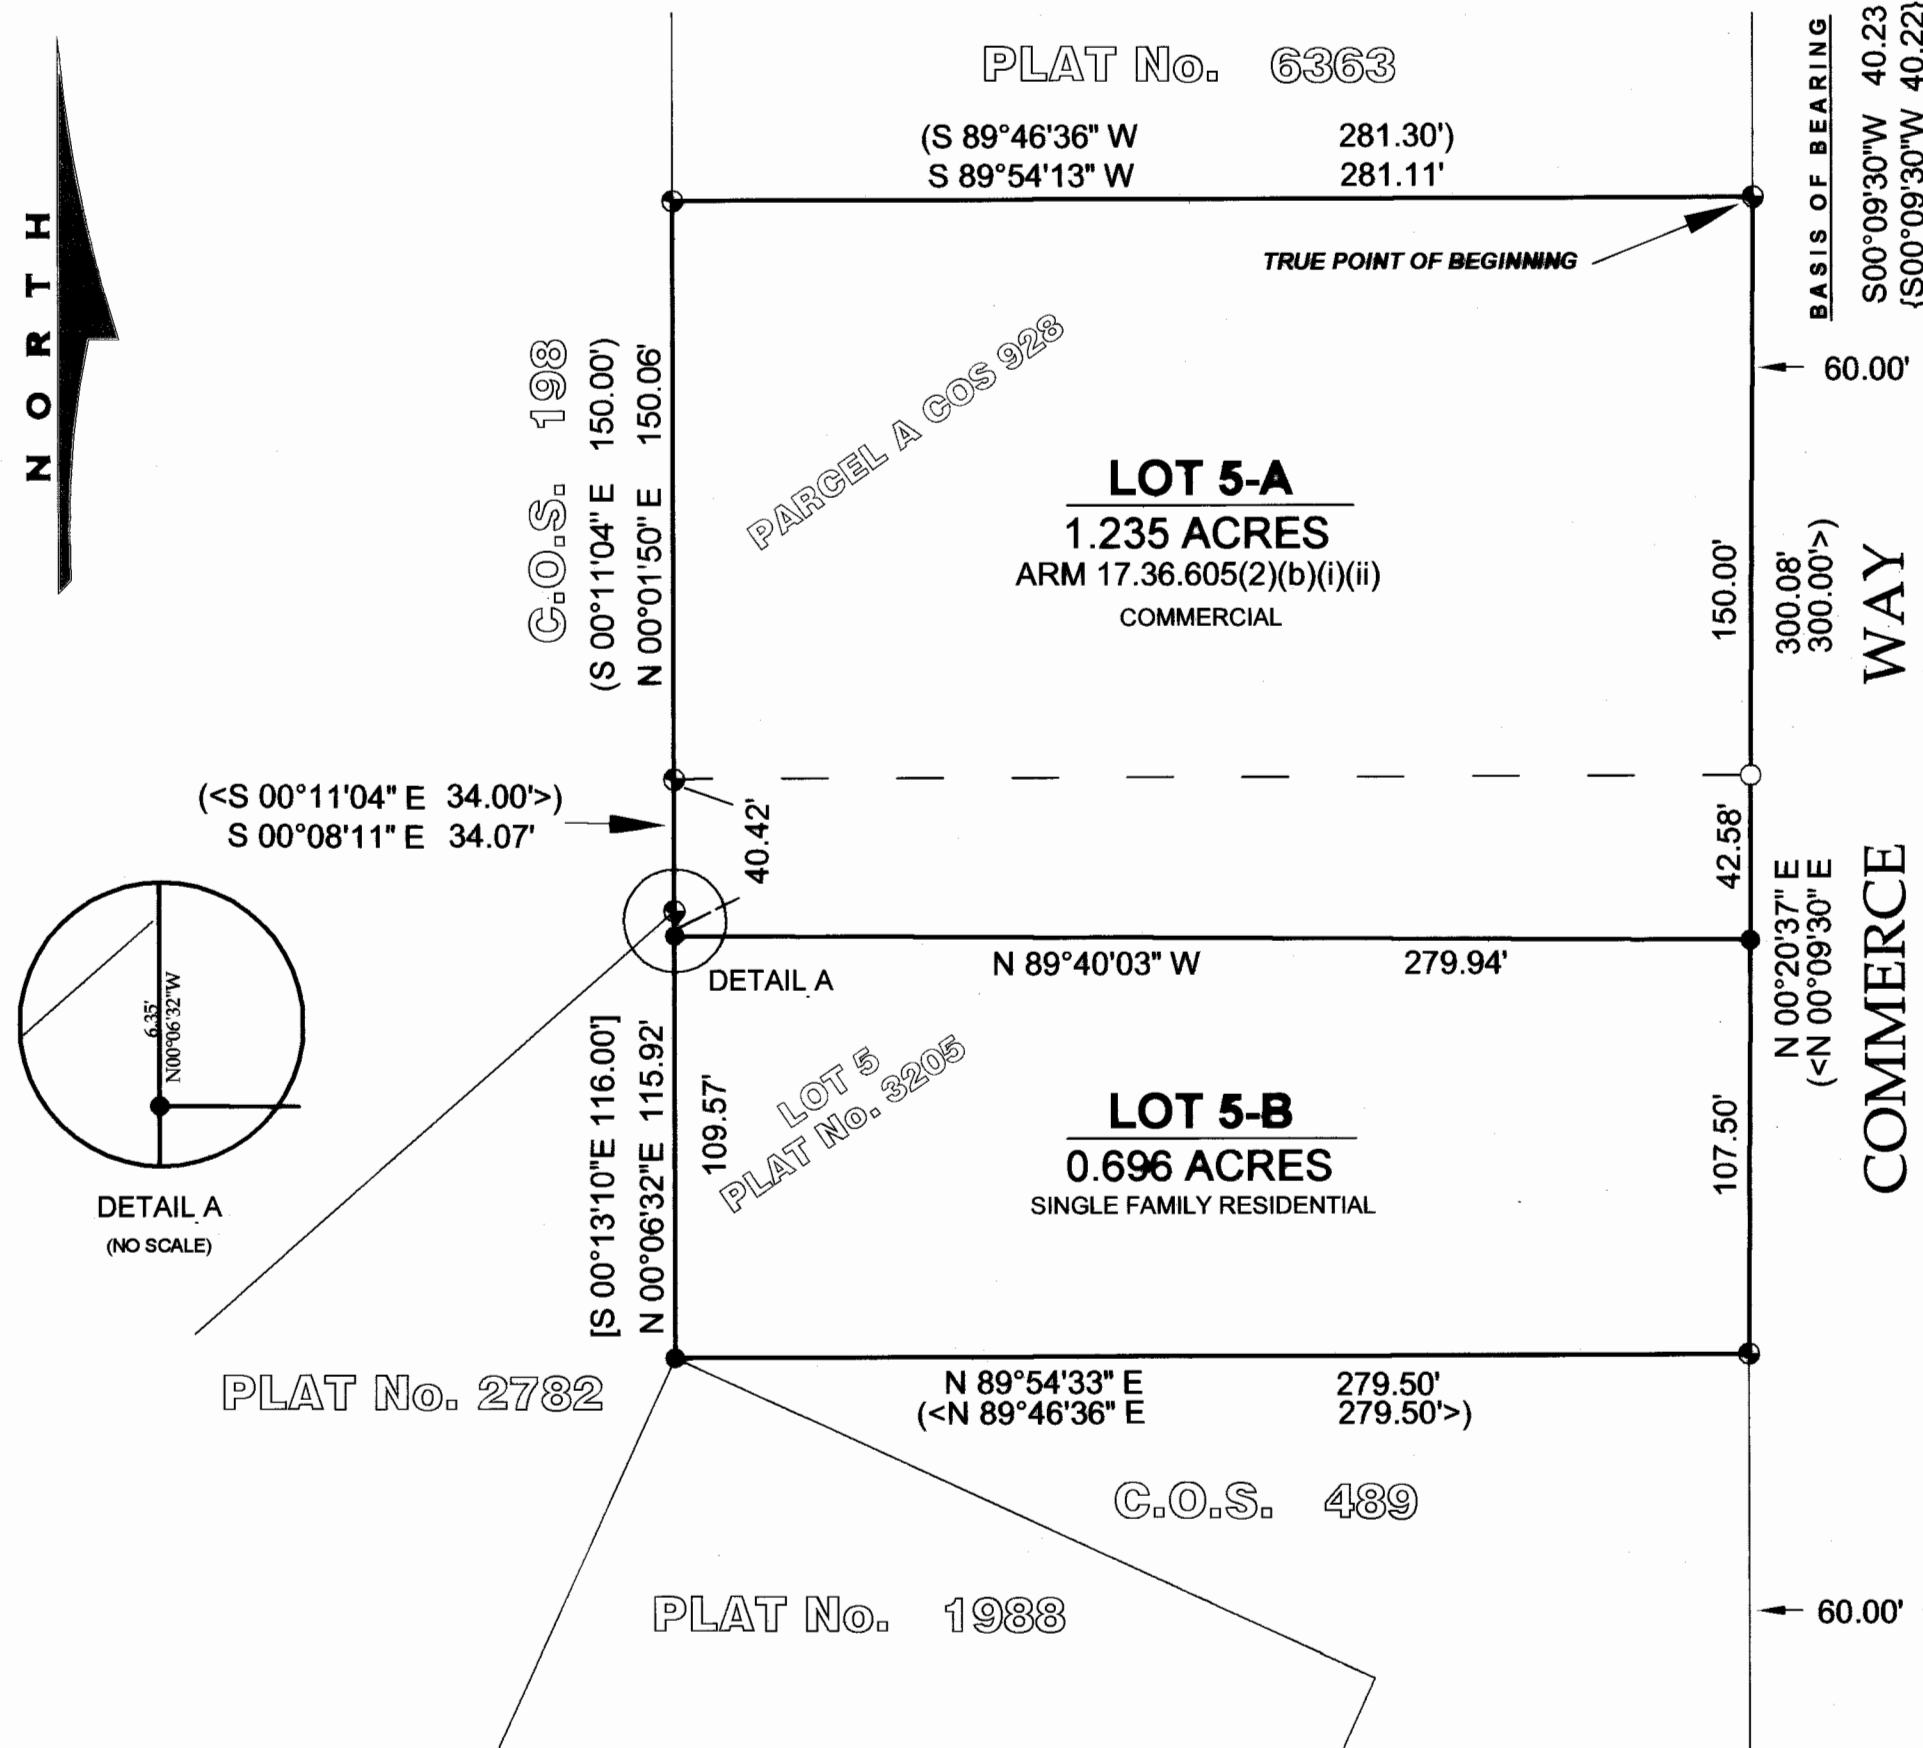 PLAT No. 6363
(S 89°46'36" W 281.30')
S 89°54'13" W 281.11'
BASIS OF BEARING
S00°09'30"W 40.23
{S00°09'30"W 40.22}
NORTH
TRUE POINT OF BEGINNING
60.00'
C.O.S. 198
(S 00°11'04" E 150.00')
N 00°01'50" E 150.06'
PARCEL A COS 928
LOT 5-A
1.235 ACRES
ARM 17.36.605(2)(b)(i)(ii)
COMMERCIAL
150.00'
300.08'
300.00'>)
COMMERCE WAY
(<S 00°11'04" E 34.00'>)
S 00°08'11" E 34.07'
40.42'
42.58'
N 00°20'37" E
(<N 00°09'30" E
N 89°40'03" W 279.94'
DETAIL A
6.35'
N00°06'32"W
DETAIL A
(NO SCALE)
[S 00°13'10"E 116.00']
N 00°06'32"E 115.92'
109.57'
LOT 5
PLAT No. 3205
LOT 5-B
0.696 ACRES
SINGLE FAMILY RESIDENTIAL
107.50'
N 89°54'33" E 279.50'
(<N 89°46'36" E 279.50'>)
PLAT No. 2782
C.O.S. 489
PLAT No. 1988
60.00'